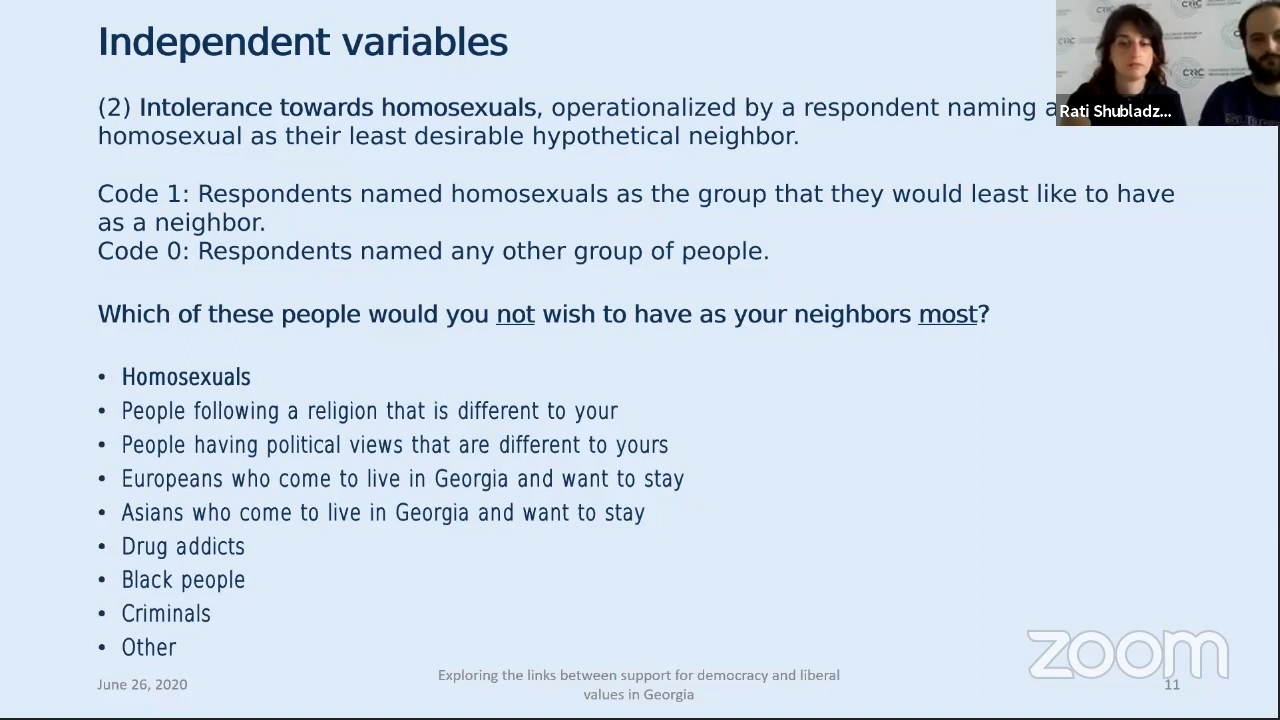 Independent variables
(2) Intolerance towards homosexuals, operationalized by a respondent naming a
homosexual as their least desirable hypothetical neighbor.
Code 1: Respondents named homosexuals as the group that they would least like to have
as a neighbor.
Code 0: Respondents named any other group of people.
Which of these people would you not wish to have as your neighbors most?
• Homosexuals
• People following a religion that is different to your
• People having political views that are different to yours
• Europeans who come to live in Georgia and want to stay
• Asians who come to live in Georgia and want to stay
• Drug addicts
• Black people
• Criminals
• Other
June 26, 2020
Exploring the links between support for democracy and liberal
values in Georgia
11
zoom
Rati Shubladz...
CRRC